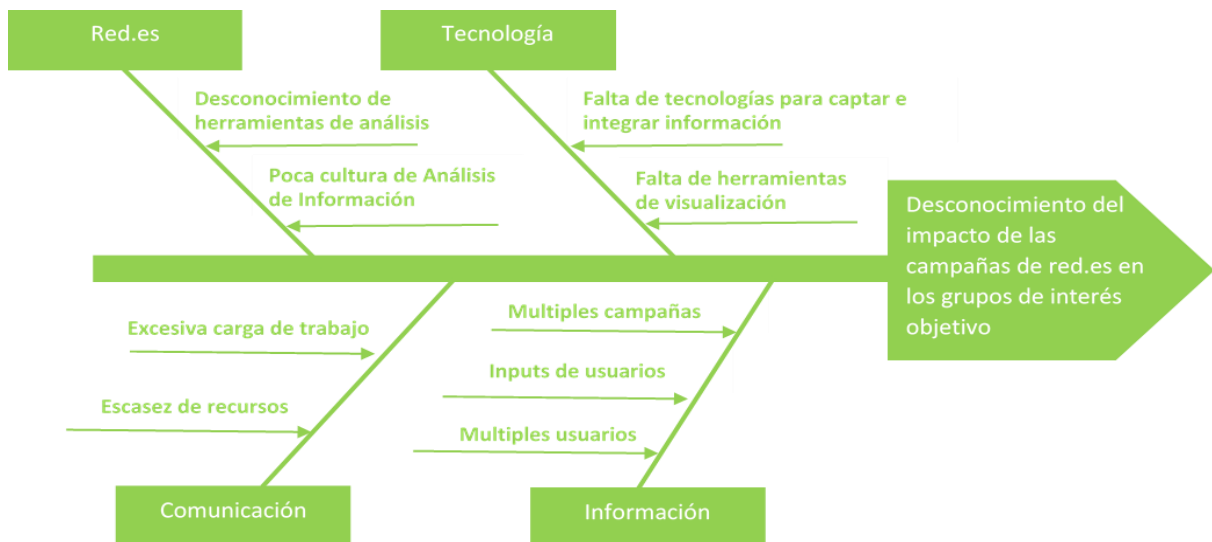 Red.es
Tecnología
Desconocimiento de
herramientas de análisis
Falta de tecnologías para captar e
integrar información
Poca cultura de Análisis
de Información
Falta de herramientas
de visualización
Desconocimiento del
impacto de las
campañas de red.es en
los grupos de interés
objetivo
Excesiva carga de trabajo
Multiples campañas
Inputs de usuarios
Escasez de recursos
Multiples usuarios
Comunicación
Información